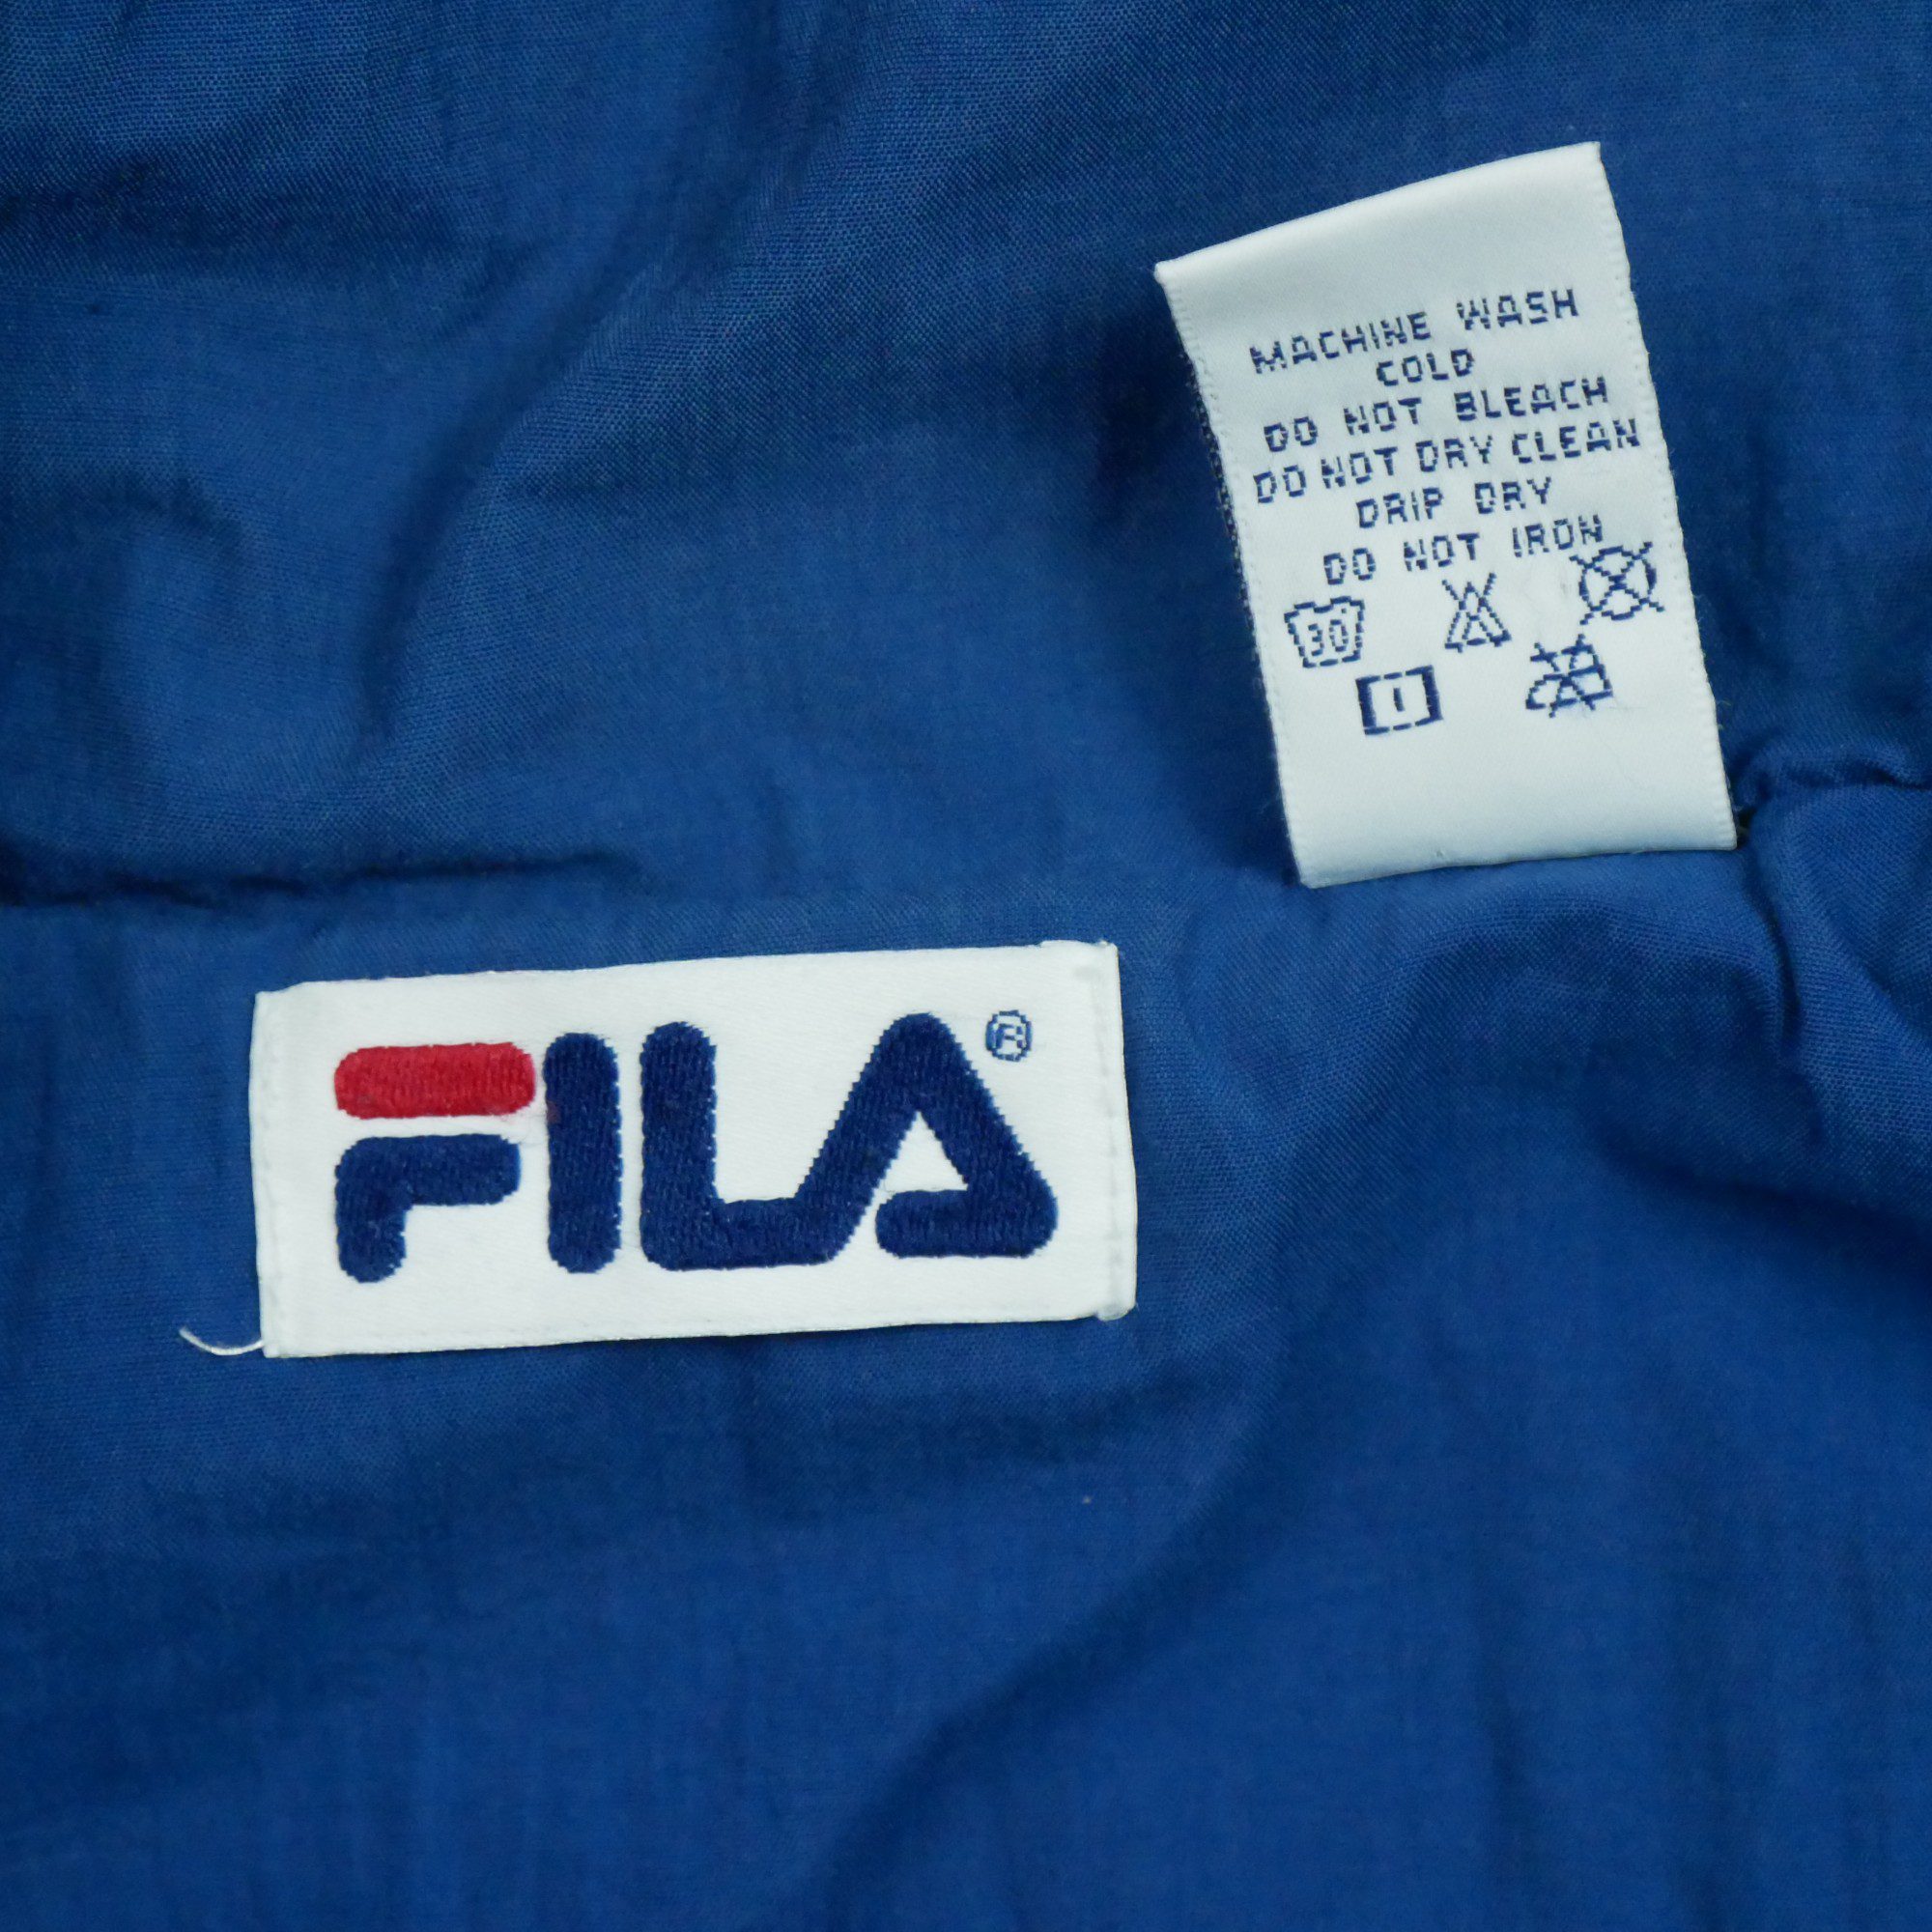 MACHINE WASH
COLD
DO NOT BLEACH
DO NOT DRY CLEAN
DRIP DRY
DO NOT IRON
30°
FILA®